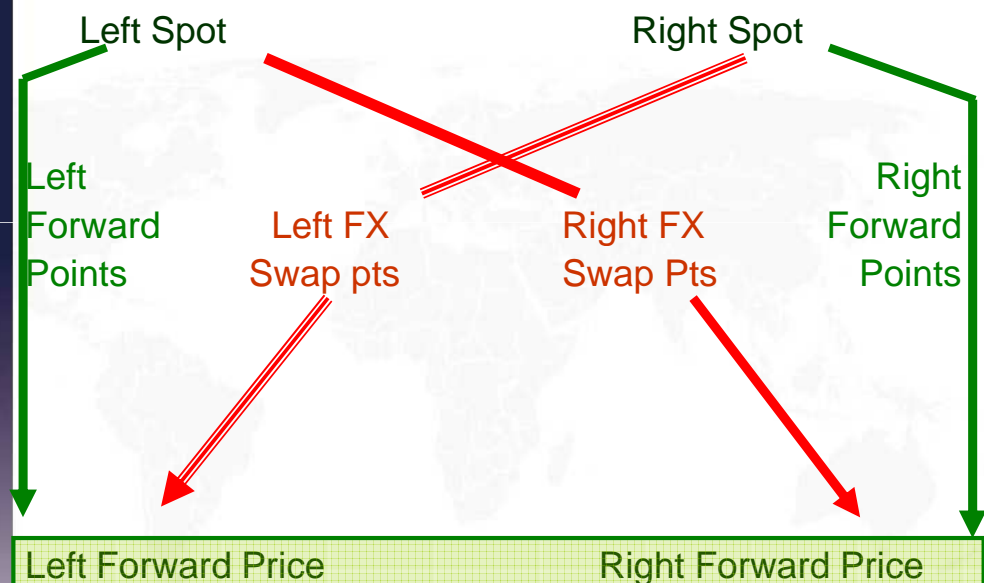 Left Spot
Right Spot
Left
Forward
Points
Left FX
Swap pts
Right FX
Swap Pts
Right
Forward
Points
Left Forward Price
Right Forward Price